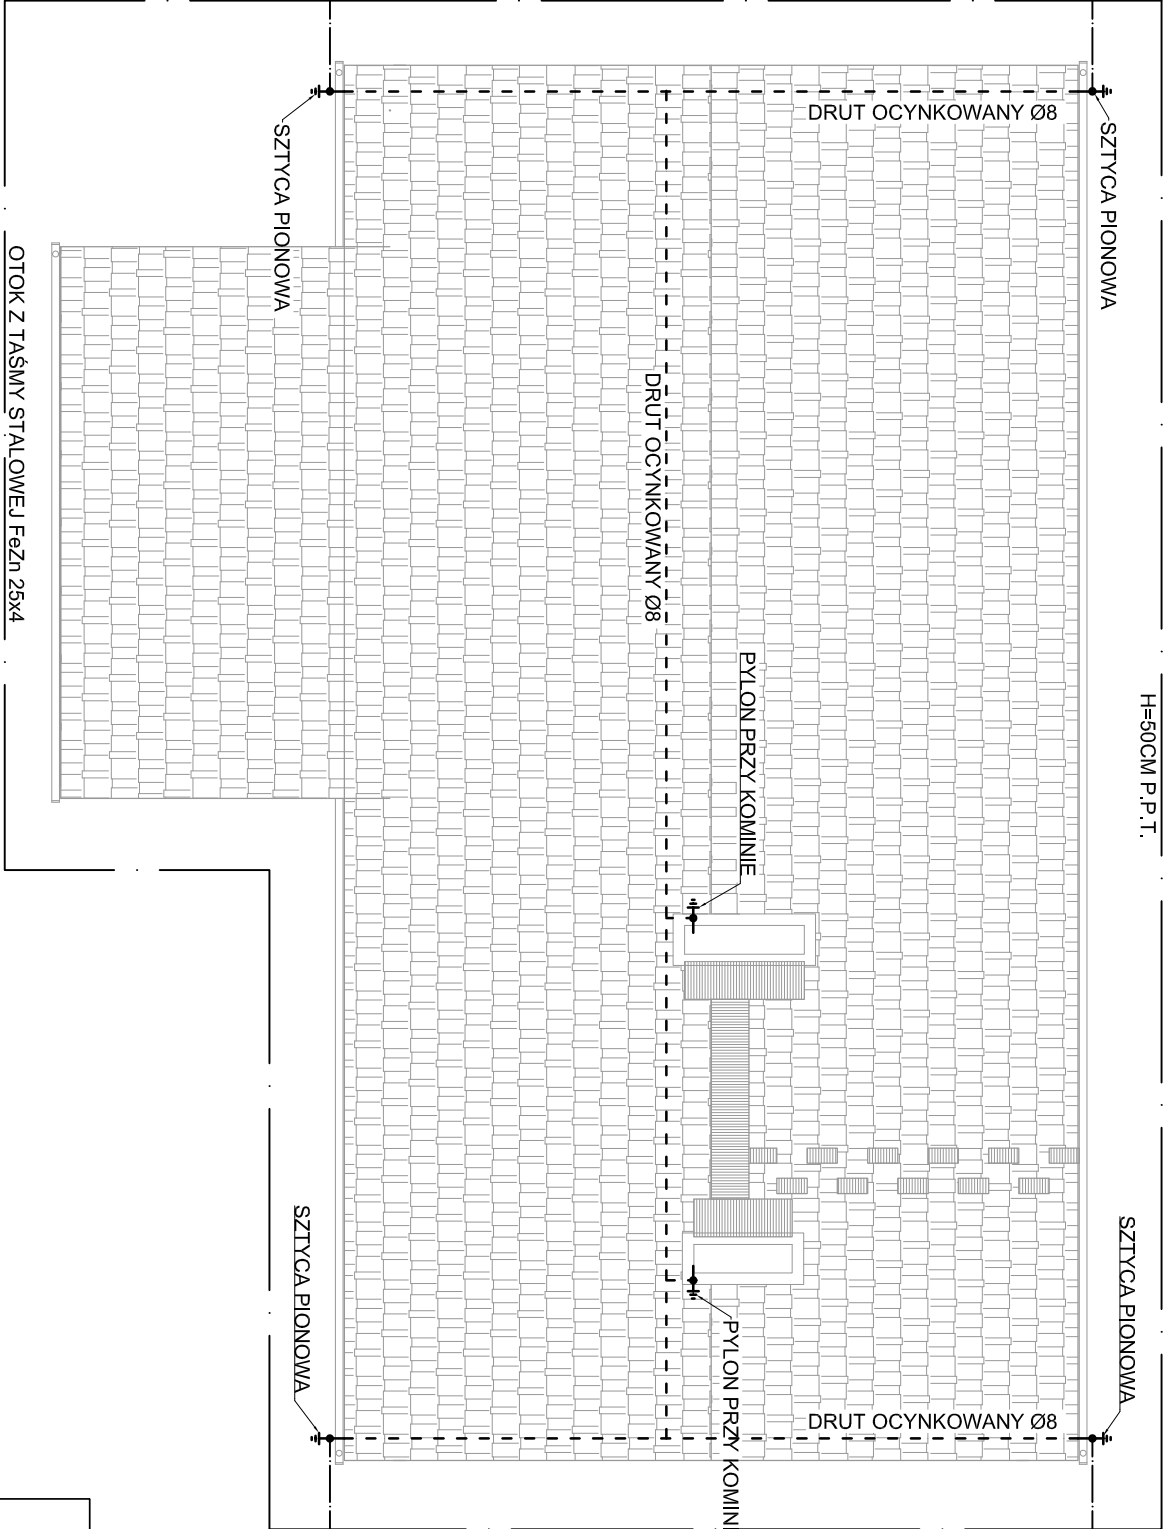 DRUT OCYNKOWANY Ø8
SZTYCA PIONOWA
SZTYCA PIONOWA
OTOK Z TAŚMY STALOWEJ FeZn 25x4
DRUT OCYNKOWANY Ø8
PYLON PRZY KOMINIE
H=50CM P.P.T.
SZTYCA PIONOWA
SZTYCA PIONOWA
PYLON PRZY KOMINI
DRUT OCYNKOWANY Ø8